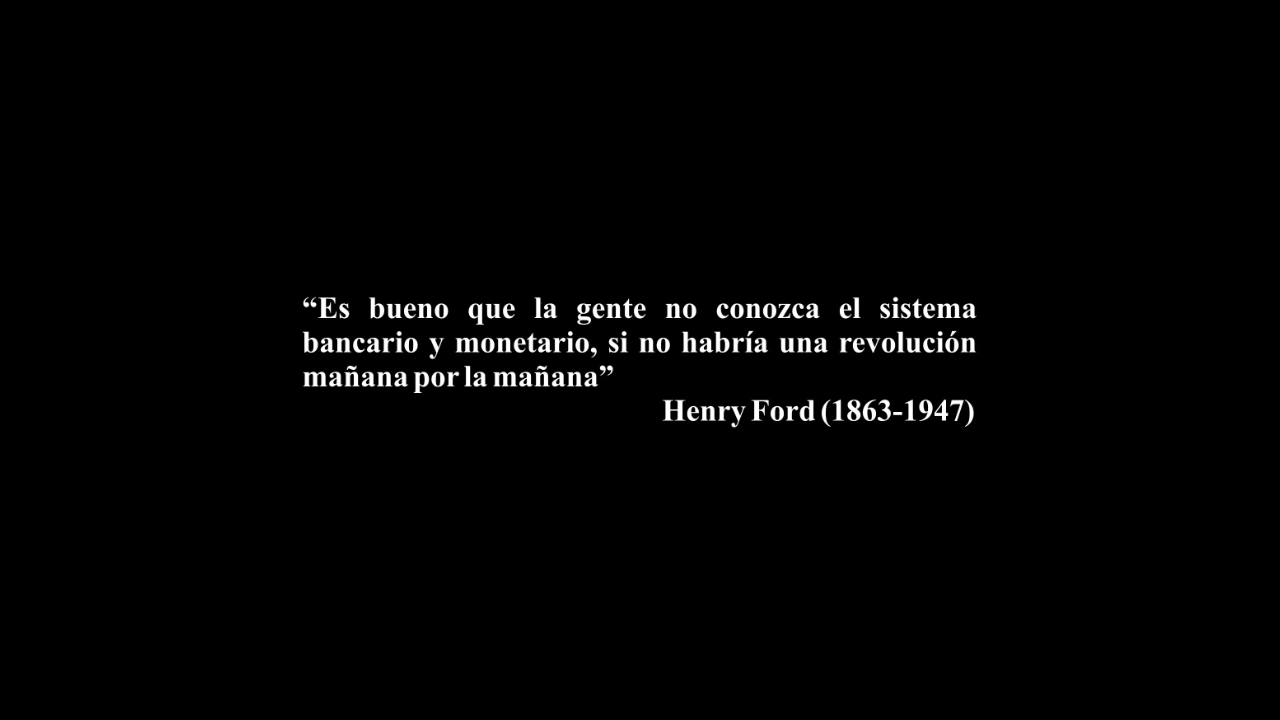 “Es bueno que la gente no conozca el sistema
bancario y monetario, si no habría una revolución
mañana por la mañana”
Henry Ford (1863-1947)